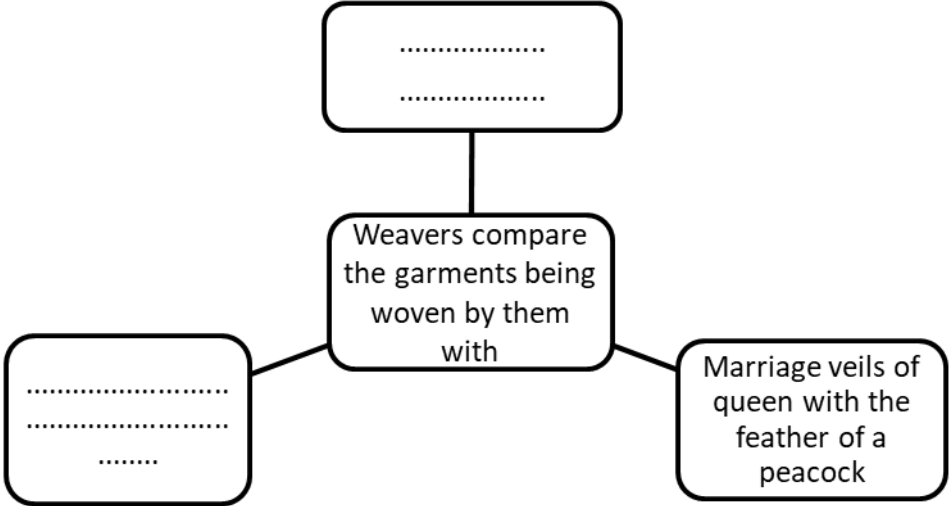 ...................
...................
Weavers compare
the garments being
woven by them
with
..........................
..........................
........
Marriage veils of
queen with the
feather of a
peacock